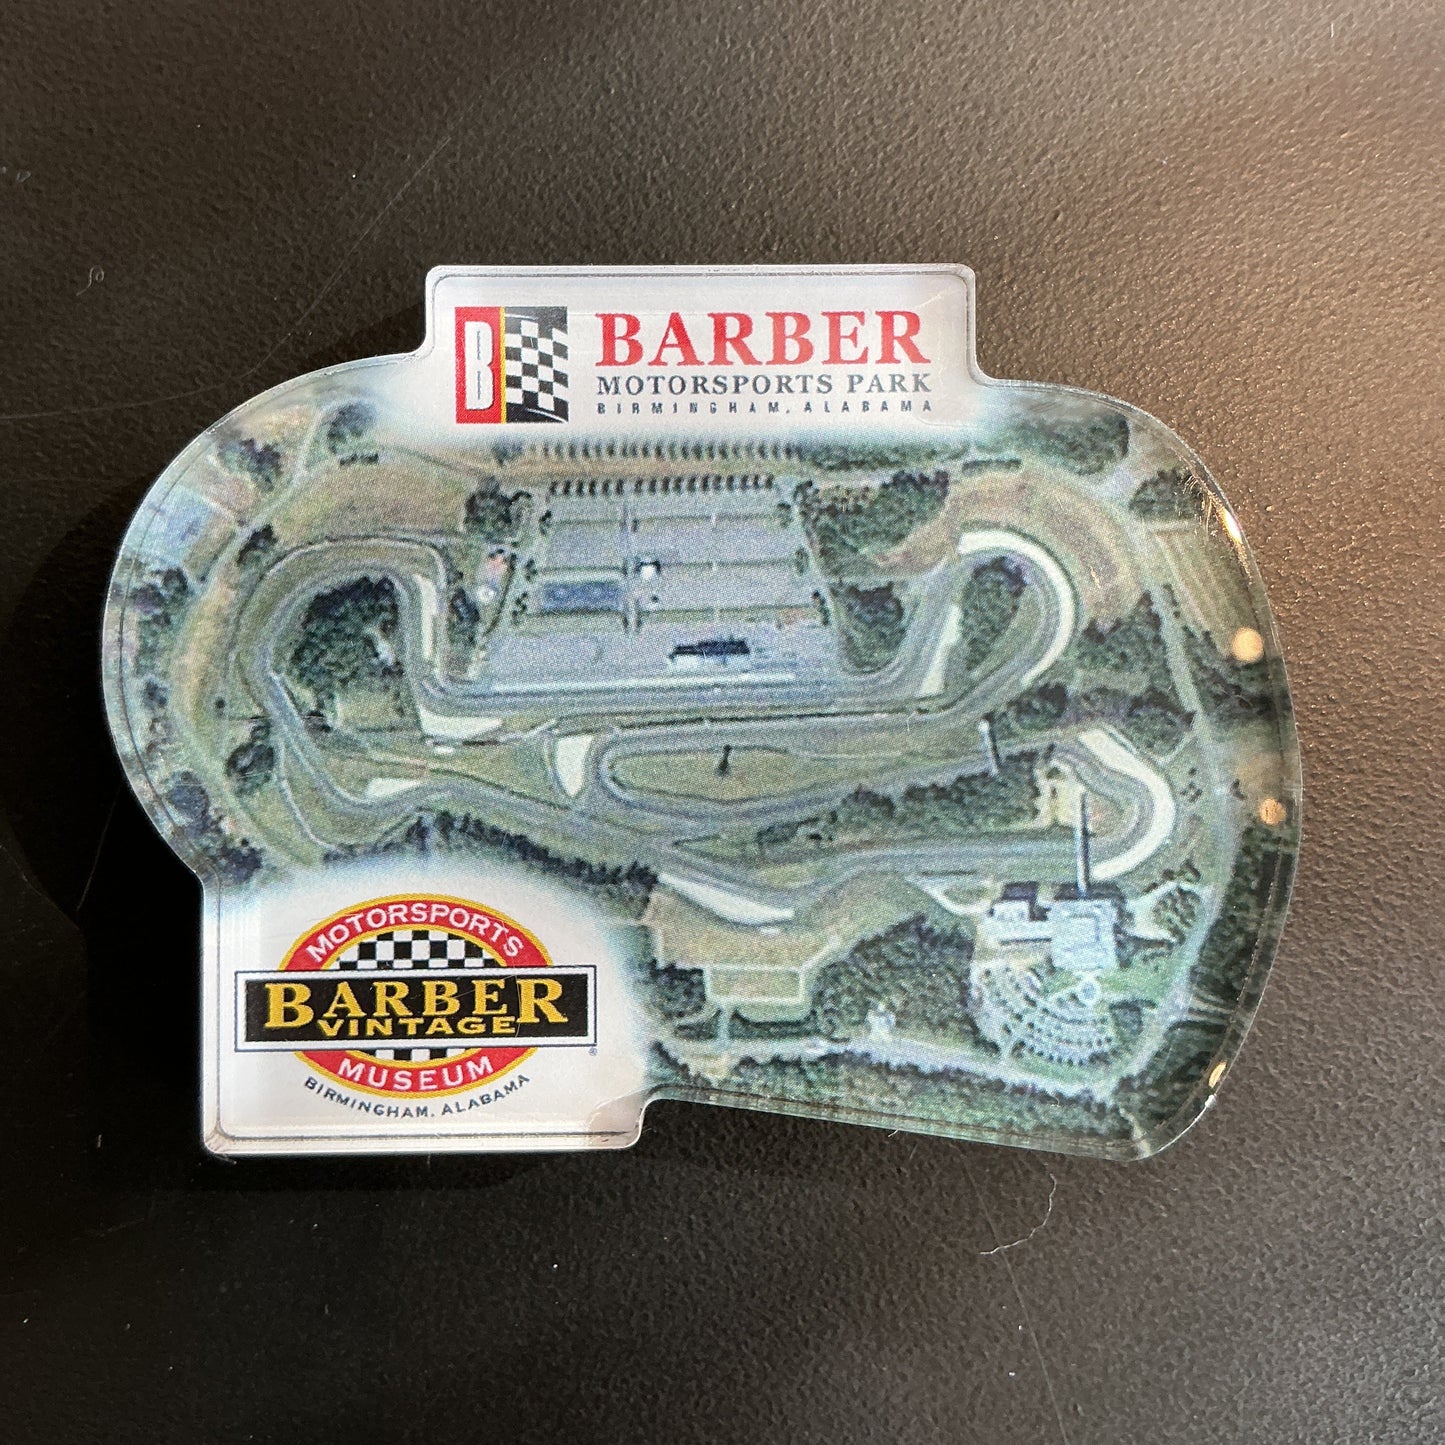 B
BARBER
MOTORSPORTS PARK
BIRMINGHAM, ALABAMA
MOTORSPORTS
BARBER
VINTAGE
®
MUSEUM
BIRMINGHAM, ALABAMA